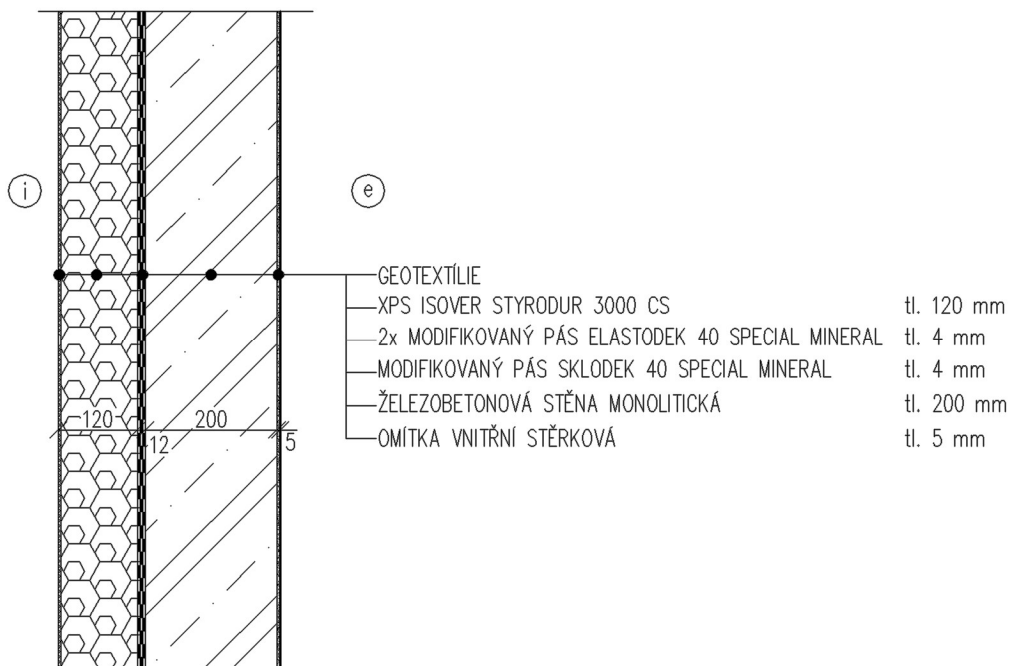 i
e
GEOTEXTÍLIE
XPS ISOVER STYRODUR 3000 CS tl. 120 mm
2x MODIFIKOVANÝ PÁS ELASTODEK 40 SPECIAL MINERAL tl. 4 mm
MODIFIKOVANÝ PÁS SKLODEK 40 SPECIAL MINERAL tl. 4 mm
ŽELEZOBETONOVÁ STĚNA MONOLITICKÁ tl. 200 mm
OMÍTKA VNITŘNÍ STĚRKOVÁ tl. 5 mm
120 200
12 5